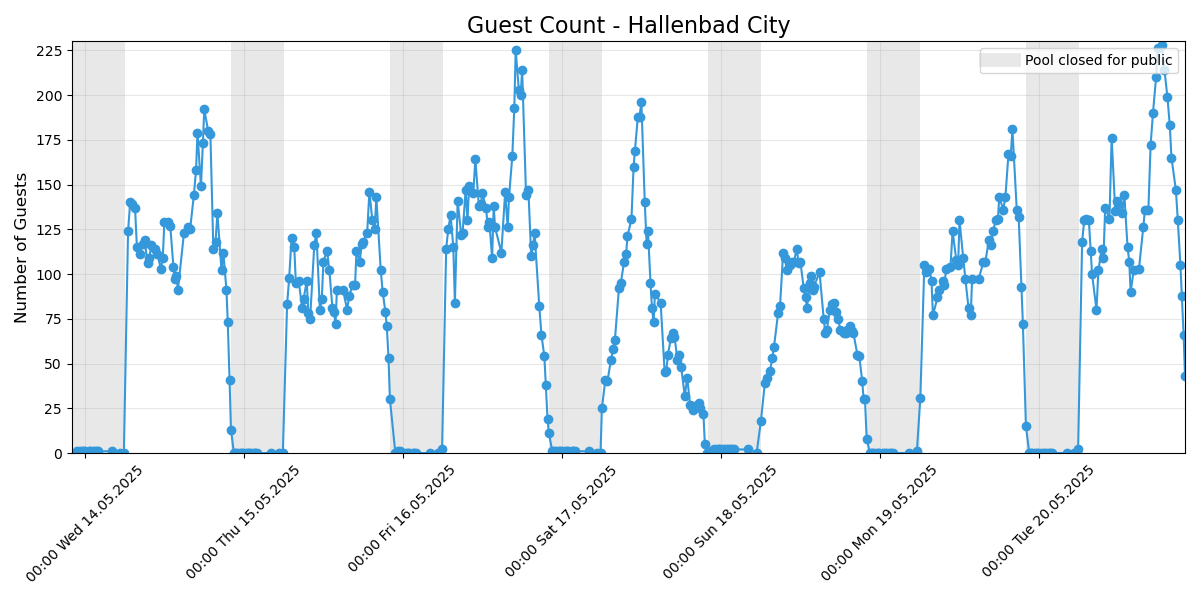 Guest Count - Hallenbad City
Pool closed for public
Number of Guests
225
200
175
150
125
100
75
50
25
0
00:00 Wed 14.05.2025
00:00 Thu 15.05.2025
00:00 Fri 16.05.2025
00:00 Sat 17.05.2025
00:00 Sun 18.05.2025
00:00 Mon 19.05.2025
00:00 Tue 20.05.2025